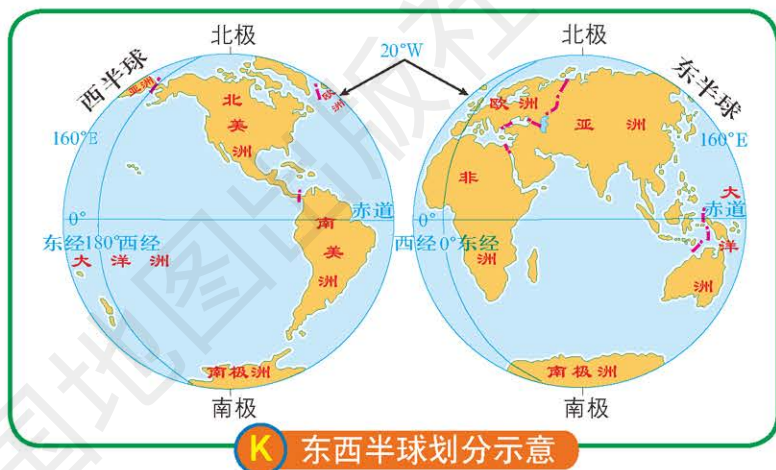 北极
西半球
亚洲
欧洲
160°E
北美洲
0°
赤道
东经180°西经
大洋洲
南美洲
南极洲
南极
20°W
北极
东半球
欧洲
亚洲
160°E
非洲
大洋洲
0°
赤道
西经0°东经
南极洲
南极
K 东西半球划分示意